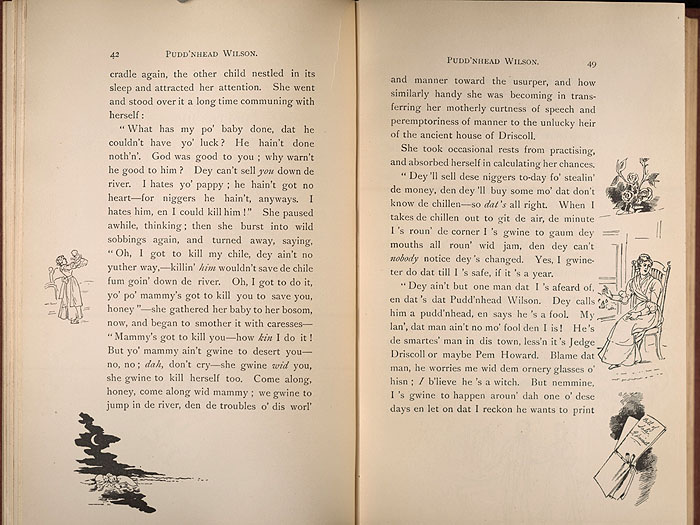 42 PUDD'NHEAD WILSON.
cradle again, the other child nestled in its
sleep and attracted her attention. She went
and stood over it a long time communing with
herself:
"What has my po' baby done, dat he
couldn't have yo' luck? He hain't done
noth'n'. God was good to you; why warn't
he good to him? Dey can't sell you down de
river. I hates yo' pappy; he hain't got no
heart—for niggers he hain't, anyways. I
hates him, en I could kill him!" She paused
awhile, thinking; then she burst into wild
sobbings again, and turned away, saying,
"Oh, I got to kill my chile, dey ain't no
yuther way,—killin' him wouldn't save de chile
fum goin' down de river. Oh, I got to do it,
yo' po' mammy's got to kill you to save you,
honey"—she gathered her baby to her bosom,
now, and began to smother it with caresses—
"Mammy's got to kill you—how kin I do it!
But yo' mammy ain't gwine to desert you—
no, no; dah, don't cry—she gwine wid you,
she gwine to kill herself too. Come along,
honey, come along wid mammy; we gwine to
jump in de river, den de troubles o' dis worl'
PUDD'NHEAD WILSON. 49
and manner toward the usurper, and how
similarly handy she was becoming in trans-
ferring her motherly curtness of speech and
peremptoriness of manner to the unlucky heir
of the ancient house of Driscoll.
She took occasional rests from practising,
and absorbed herself in calculating her chances.
"Dey 'll sell dese niggers to-day fo' stealin'
de money, den dey 'll buy some mo' dat don't
know de chillen—so dat's all right. When I
takes de chillen out to git de air, de minute
I 's roun' de corner I 's gwine to gaum dey
mouths all roun' wid jam, den dey can't
nobody notice dey's changed. Yes, I gwine-
ter do dat till I 's safe, if it 's a year.
"Dey ain't but one man dat I 's afeard of,
en dat's dat Pudd'nhead Wilson. Dey calls
him a pudd'nhead, en says he 's a fool. My
lan', dat man ain't no mo' fool den I is! He's
de smartes' man in dis town, less'n it 's Jedge
Driscoll or maybe Pem Howard. Blame dat
man, he worries me wid dem ornery glasses o'
hisn; I b'lieve he's a witch. But nemmine,
I 's gwine to happen aroun' dah one o' dese
days en let on dat I reckon he wants to print